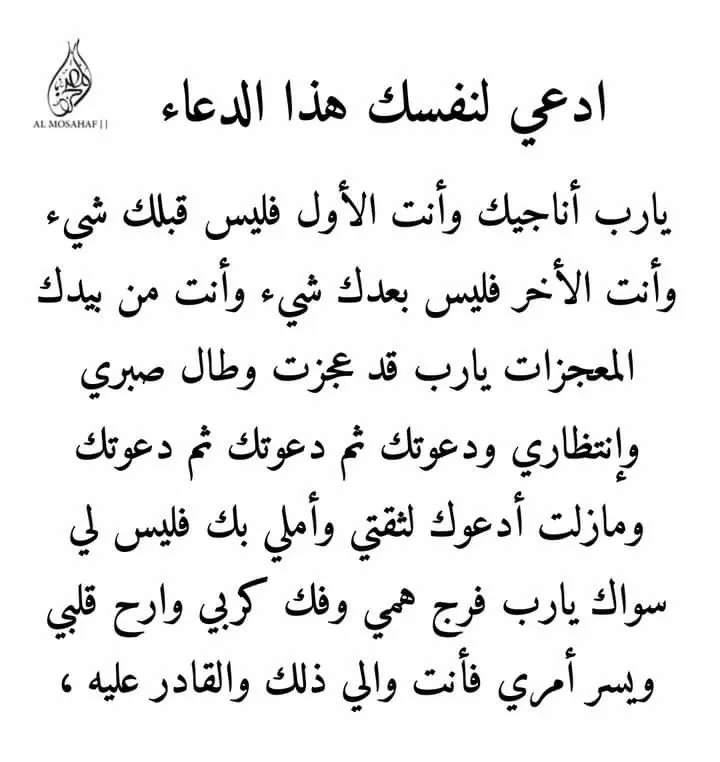 AL MOSAHAF||
ادعي لنفسك هذا الدعاء
يارب أناجيك وأنت الأول فليس قبلك شيء
وأنت الأخر فليس بعدك شيء وأنت من بيدك
المعجزات يارب قد عجزت وطال صبري
وإنتظاري ودعوتك ثم دعوتك ثم دعوتك
ومازلت أدعوك لثقتي وأملي بك فليس لي
سواك يارب فرج همي وفك كربي وارح قلبي
ويسر أمري فأنت والي ذلك والقادر عليه ،